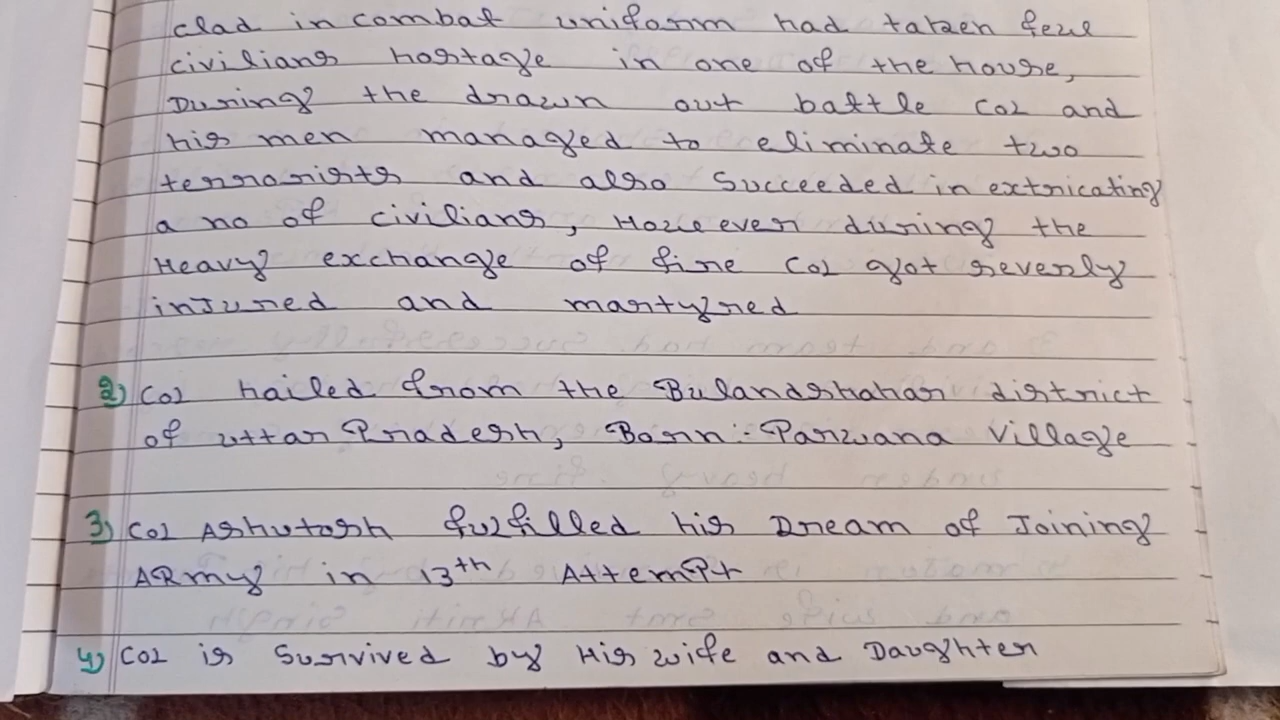 clad in combat uniform had taken few
civilians hostage in one of the house,
During the drawn out battle Col and
his men managed to eliminate two
terrorists and also Succeeded in extricating
a no of civilians, However during the
Heavy exchange of fire Col got severly
inJured and martyred
2) Col hailed from the Bulandshahar district
of uttar Pradesh, Born :- Parwana Village
3) Col Ashutosh fulfilled his Dream of Joining
ARmy in 13th AttemPt
4) Col is Survived by His wife and Daughter